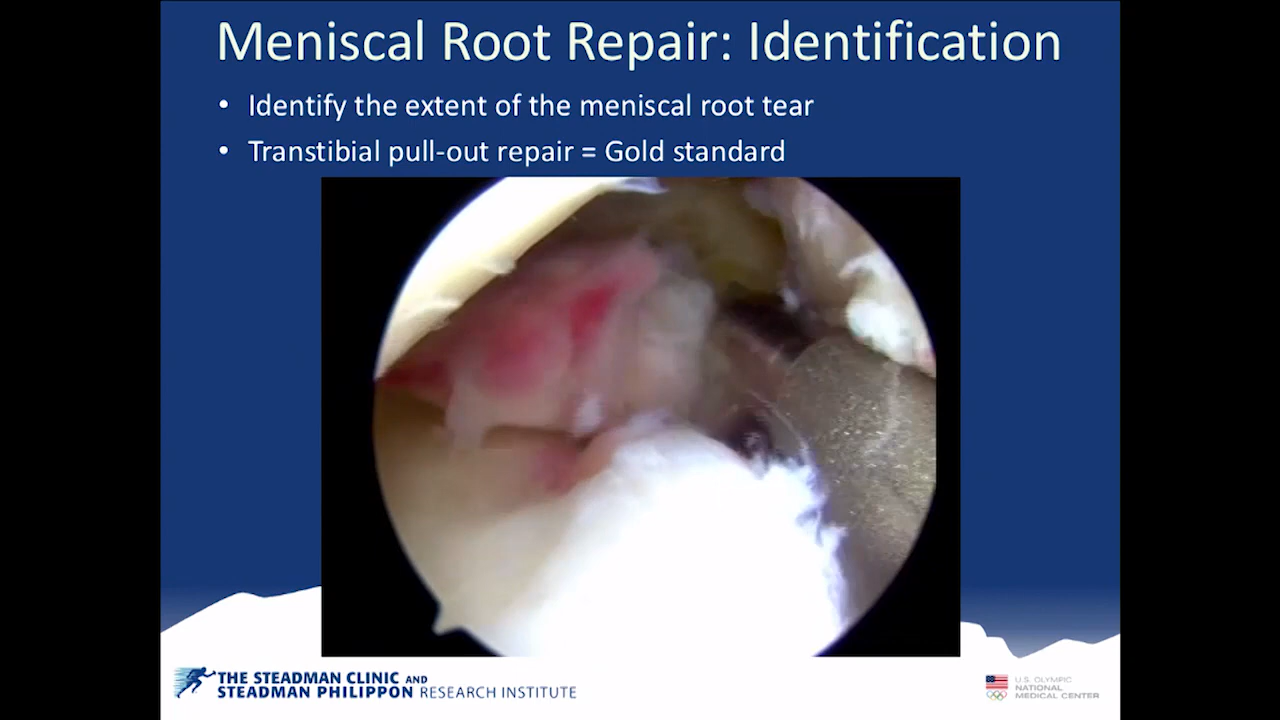 Meniscal Root Repair: Identification
• Identify the extent of the meniscal root tear
• Transtibial pull-out repair = Gold standard
THE STEADMAN CLINIC AND
STEADMAN PHILIPPON RESEARCH INSTITUTE
U.S. OLYMPIC
NATIONAL
MEDICAL CENTER